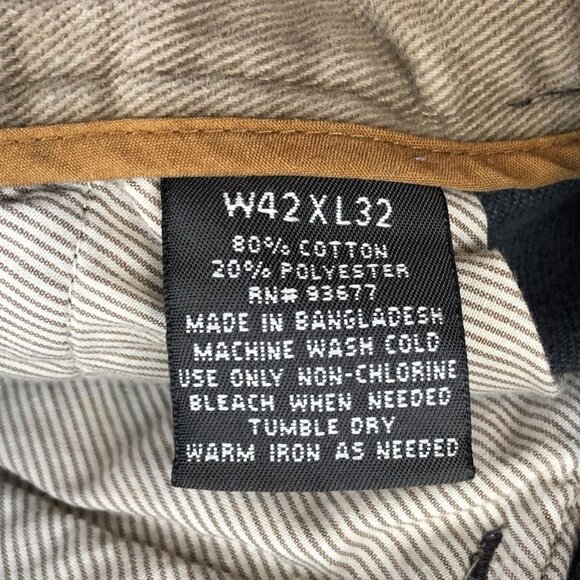 W42XL32
80% COTTON
20% POLYESTER
RN# 93677
MADE IN BANGLADESH
MACHINE WASH COLD
USE ONLY NON-CHLORINE
BLEACH WHEN NEEDED
TUMBLE DRY
WARM IRON AS NEEDED